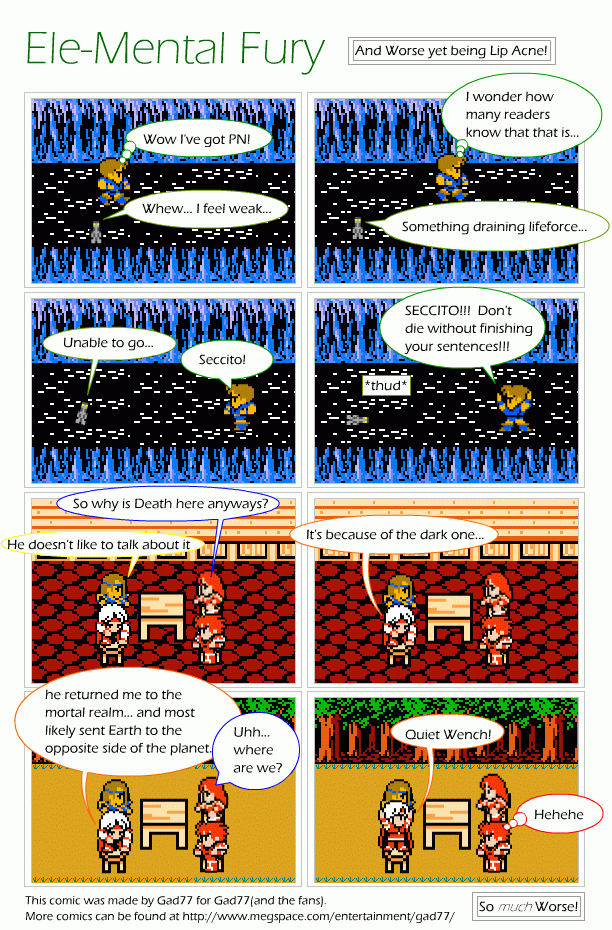 Ele-Mental Fury
And Worse yet being Lip Acne!
Wow I've got PN!
Whew... I feel weak...
I wonder how
many readers
know that that is...
Something draining lifeforce...
Unable to go...
Seccito!
SECCITO!!! Don't
die without finishing
your sentences!!!
*thud*
So why is Death here anyways?
He doesn't like to talk about it
It's because of the dark one...
he returned me to the
mortal realm... and most
likely sent Earth to the
opposite side of the planet.
Uhh...
where
are we?
Quiet Wench!
Hehehe
This comic was made by Gad77 for Gad77(and the fans).
More comics can be found at http://www.megspace.com/entertainment/gad77/
So much Worse!